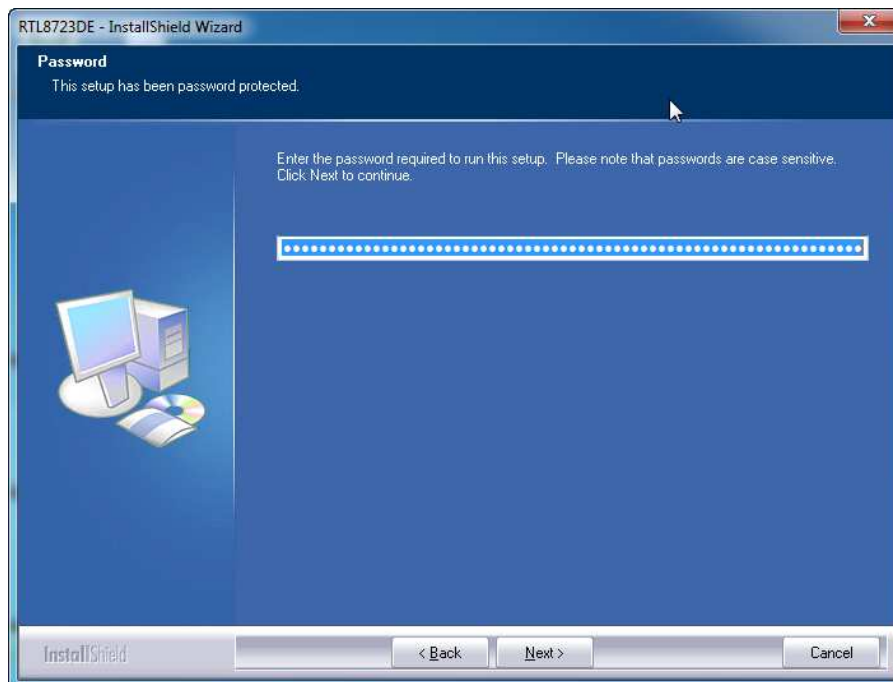 RTL8723DE - InstallShield Wizard
Password
This setup has been password protected.
Enter the password required to run this setup.  Please note that passwords are case sensitive.
Click Next to continue.
InstallShield
< Back
Next >
Cancel